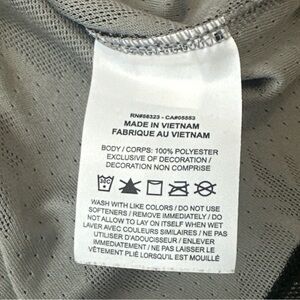 RN#56323 - CA#05553
MADE IN VIETNAM
FABRIQUE AU VIETNAM
BODY / CORPS: 100% POLYESTER
EXCLUSIVE OF DECORATION /
DECORATION NON COMPRISE
WASH WITH LIKE COLORS / DO NOT USE
SOFTENERS / REMOVE IMMEDIATELY / DO
NOT ALLOW TO LAY ON ITSELF WHEN WET
LAVER AVEC COULEURS SIMILAIRES / NE PAS
UTILISER D'ADOUCISSEUR / ENLEVER
IMMÉDIATEMENT / NE PAS LAISSER LE
VÊTEMENT PLIÉ LORSQU'IL EST MOUILLÉ